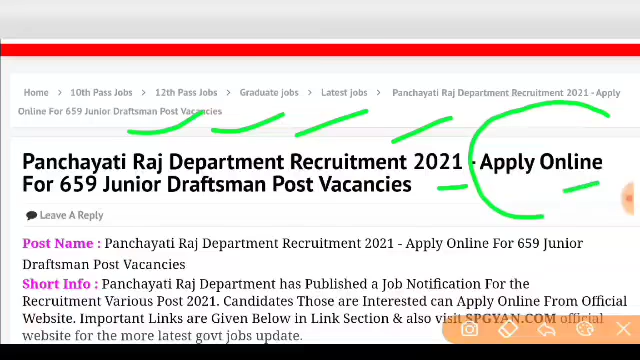 Home > 10th Pass Jobs > 12th Pass Jobs > Graduate jobs > Latest jobs > Panchayati Raj Department Recruitment 2021 - Apply
Online For 659 Junior Draftsman Post Vacancies
Panchayati Raj Department Recruitment 2021 - Apply Online
For 659 Junior Draftsman Post Vacancies
Leave A Reply
Post Name : Panchayati Raj Department Recruitment 2021 - Apply Online For 659 Junior
Draftsman Post Vacancies
Short Info : Panchayati Raj Department has Published a Job Notification For the
Recruitment Various Post 2021. Candidates Those are Interested can Apply Online From Official
Website. Important Links are Given Below in Link Section & also visit SPGYAN.COM official
website for the more latest govt jobs update.